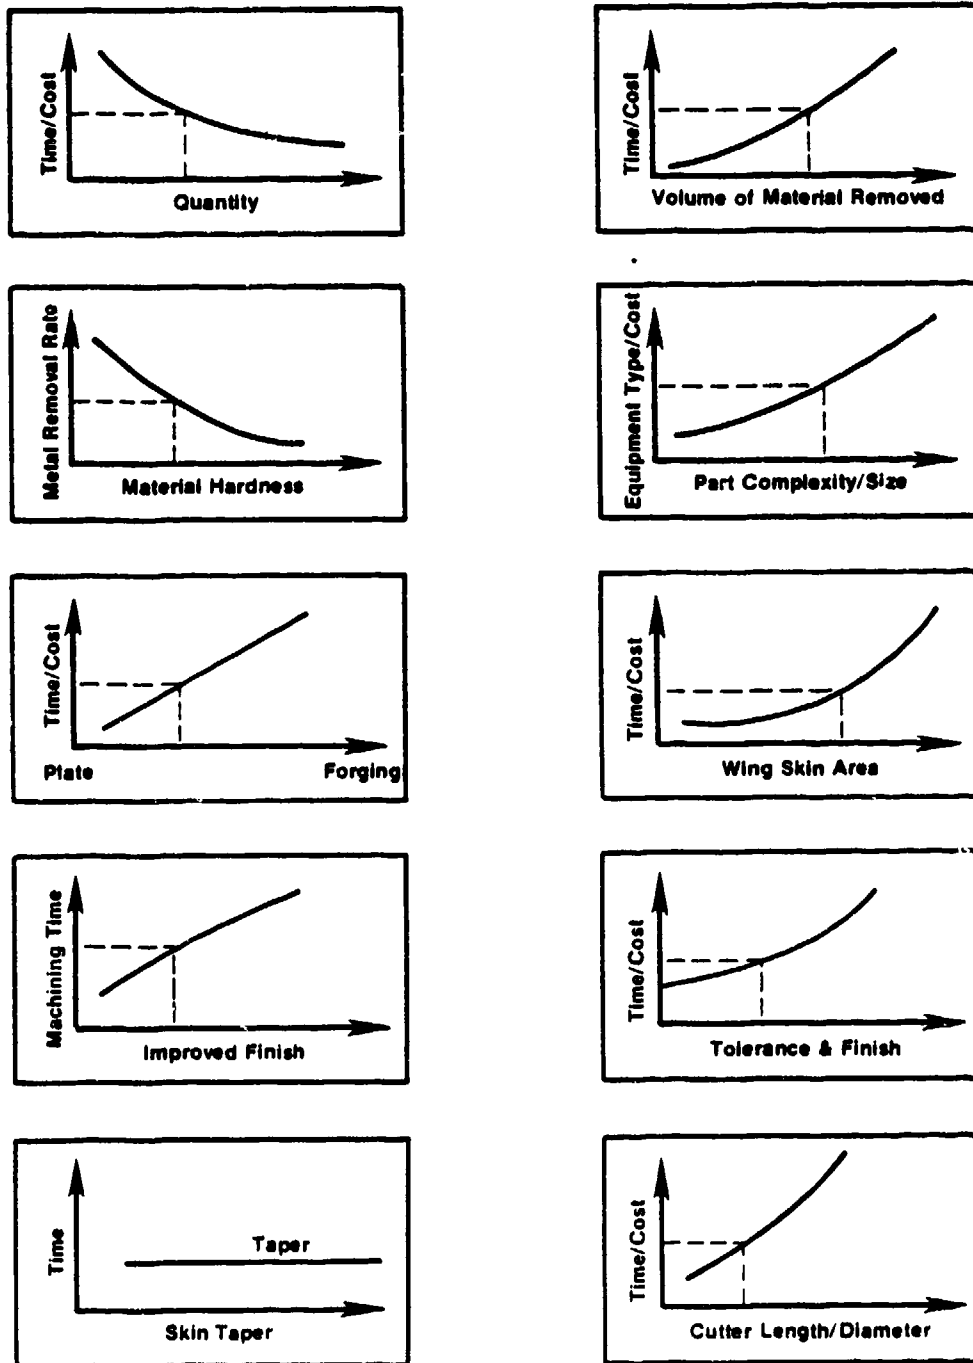 Time/Cost
Quantity
Time/Cost
Volume of Material Removed
Metal Removal Rate
Material Hardness
Equipment Type/Cost
Part Complexity/Size
Time/Cost
Plate
Forging
Time/Cost
Wing Skin Area
Machining Time
Improved Finish
Time/Cost
Tolerance & Finish
Time
Taper
Skin Taper
Time/Cost
Cutter Length/Diameter